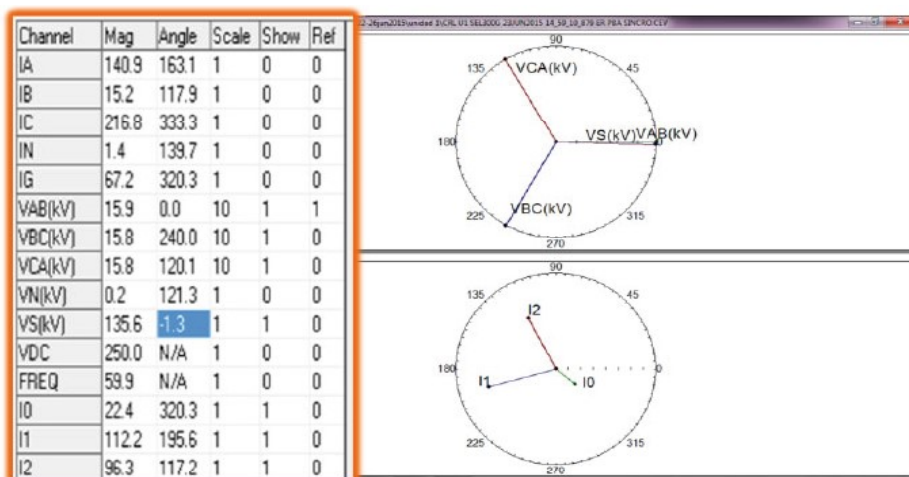 Channel Mag Angle Scale Show Ref
IA 140.9 163.1 1 0 0
IB 15.2 117.9 1 0 0
IC 216.8 333.3 1 0 0
IN 1.4 139.7 1 0 0
IG 67.2 320.3 1 0 0
VAB(kV) 15.9 0.0 10 1 1
VBC(kV) 15.8 240.0 10 1 0
VCA(kV) 15.8 120.1 10 1 0
VN(kV) 0.2 121.3 1 0 0
VS(kV) 135.6 -1.3 1 1 0
VDC 250.0 N/A 1 0 0
FREQ 59.9 N/A 1 0 0
I0 22.4 320.3 1 1 0
I1 112.2 195.6 1 1 0
I2 96.3 117.2 1 1 0
90
135 VCA(kV) 45
180 VS(kV) VAB(kV) 0
VBC(kV)
225 315
270
90
135 45
I2
180 0
I1 I0
225 315
270